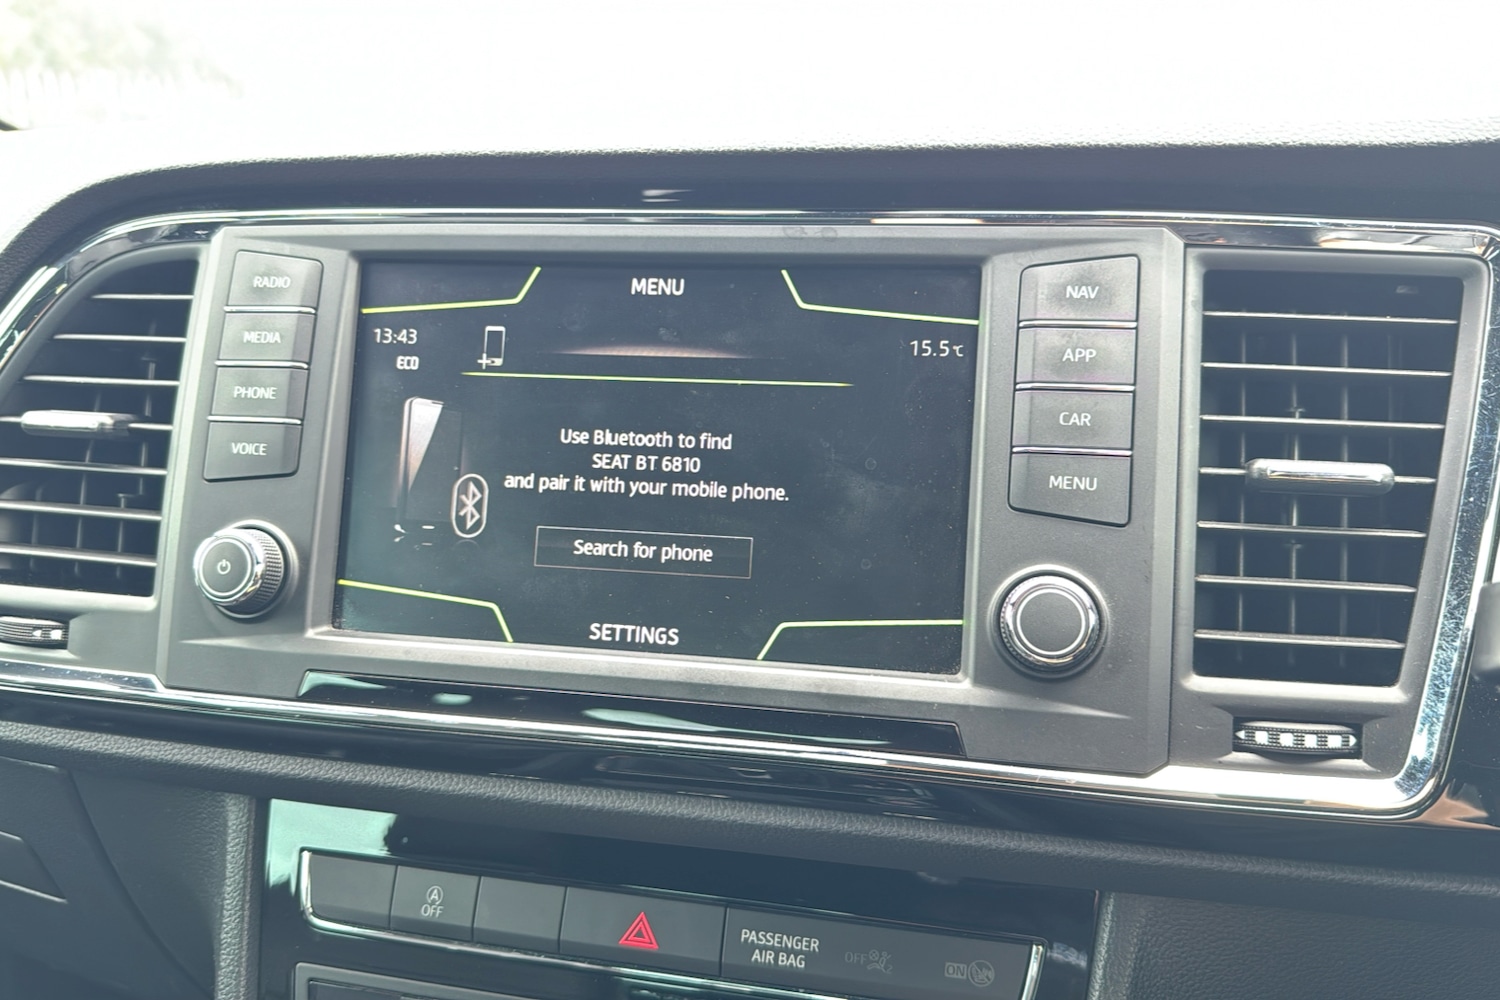 RADIO
MEDIA
PHONE
VOICE
MENU
13:43
ECO
15.5℃
Use Bluetooth to find
SEAT BT 6810
and pair it with your mobile phone.
Search for phone
SETTINGS
NAV
APP
CAR
MENU
A
OFF
PASSENGER
AIR BAG
OFF
ON